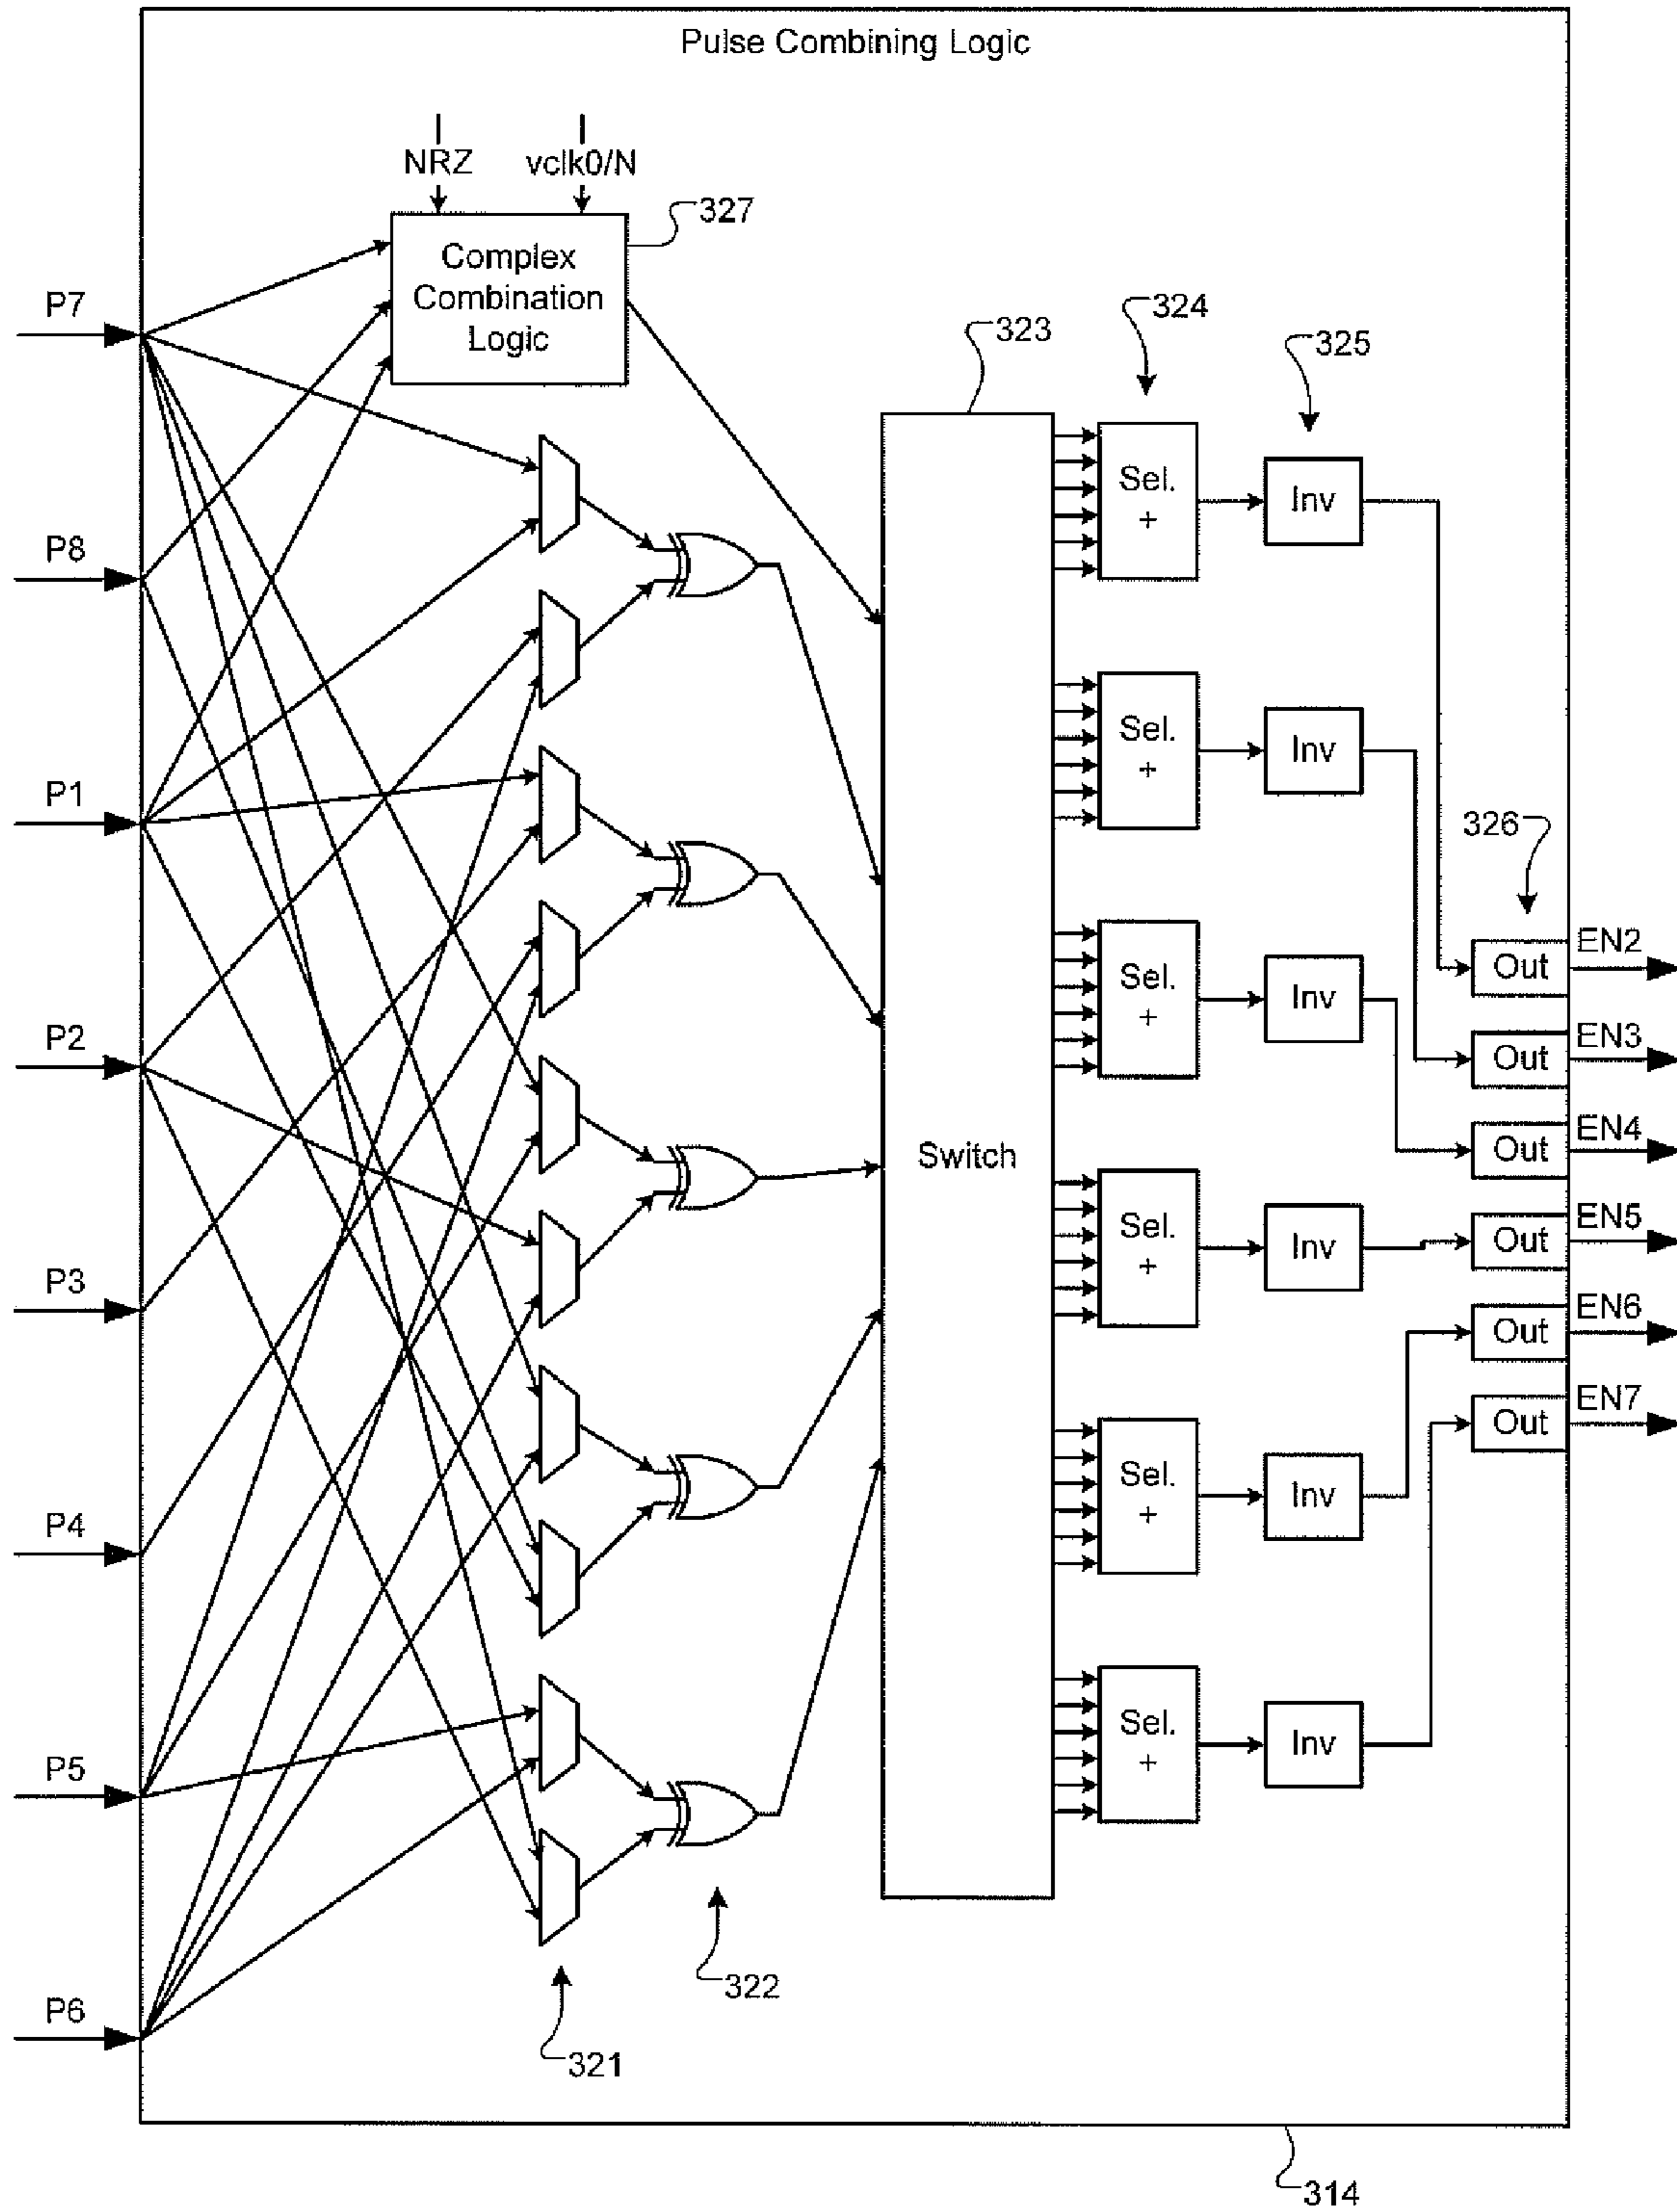 Pulse Combining Logic
NRZ
vclk0/N
327
Complex
Combination
Logic
P7
P8
P1
P2
P3
P4
P5
P6
323
324
325
326
Switch
Sel.
+
Inv
Sel.
+
Inv
Sel.
+
Inv
Sel.
+
Inv
Sel.
+
Inv
Sel.
+
Inv
Out
EN2
Out
EN3
Out
EN4
Out
EN5
Out
EN6
Out
EN7
322
321
314